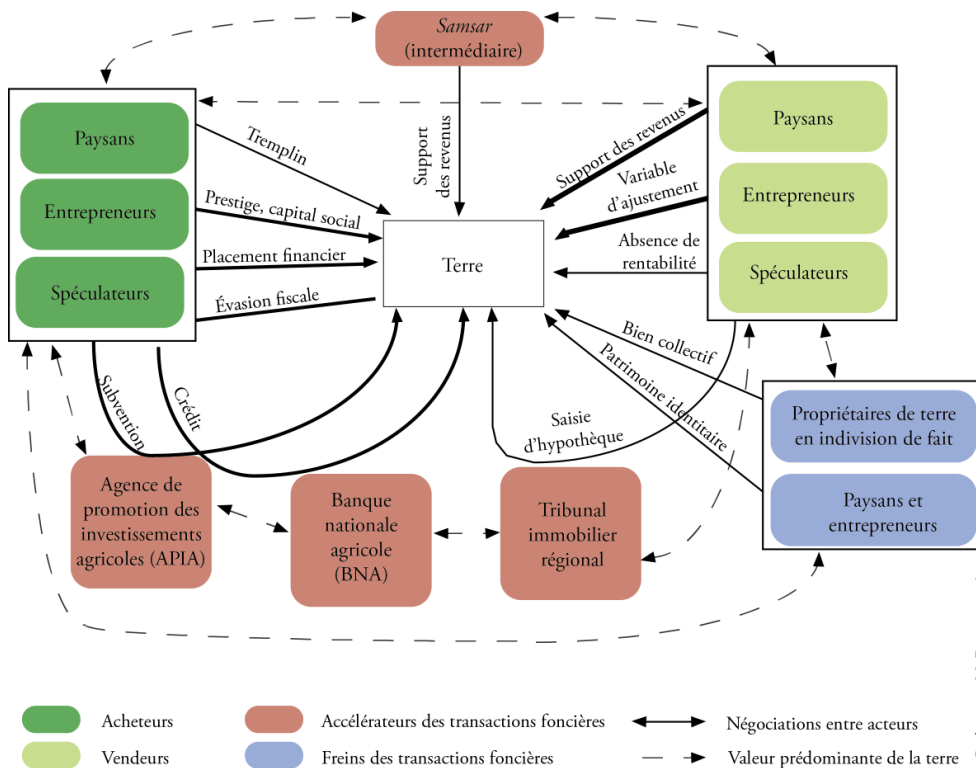 Samsar
(intermédiaire)
Paysans
Entrepreneurs
Spéculateurs
Tremplin
Prestige, capital social
Placement financier
Évasion fiscale
Support
des revenus
Terre
Support des revenus
Variable
d'ajustement
Absence de
rentabilité
Paysans
Entrepreneurs
Spéculateurs
Subvention
Crédit
Saisie
d'hypothèque
Bien collectif
Patrimoine identitaire
Propriétaires de terre
en indivision de fait
Paysans et
entrepreneurs
Agence de
promotion des
investissements
agricoles (APIA)
Banque
nationale
agricole
(BNA)
Tribunal
immobilier
régional
Acheteurs
Accélérateurs des transactions foncières
Négociations entre acteurs
Vendeurs
Freins des transactions foncières
Valeur prédominante de la terre